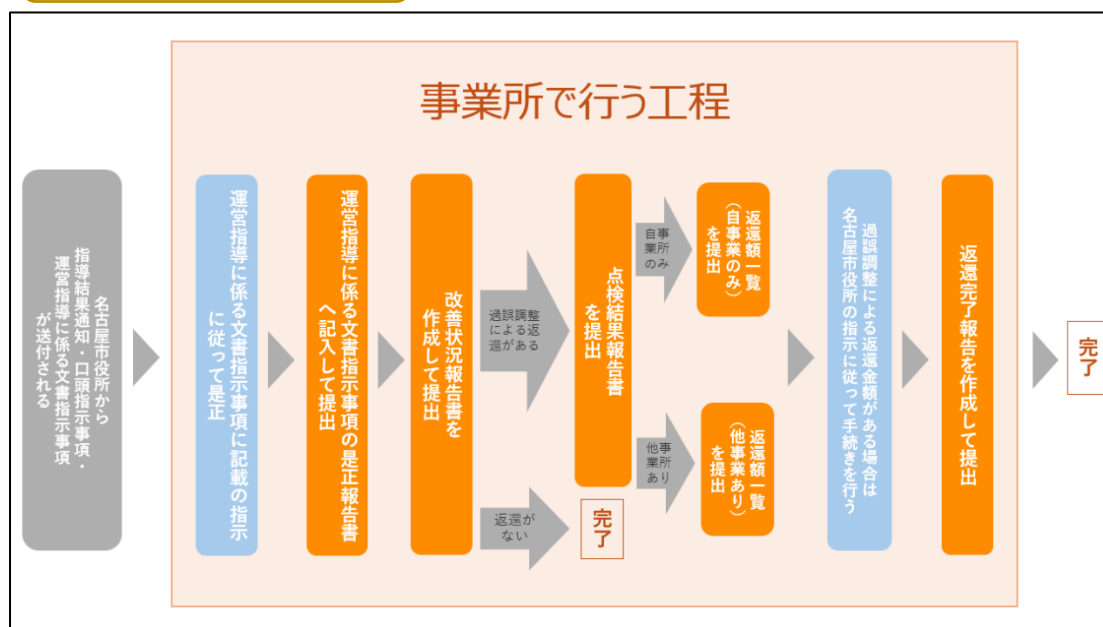 事業所で行う工程
名古屋市役所から
指導結果通知・口頭指示事項・
運営指導に係る文書指示事項
が送付される
運営指導に係る文書指示事項に記載の指示
に従って是正
運営指導に係る文書指示事項の是正報告書
へ記入して提出
改善状況報告書を
作成して提出
過誤調整
による返
還がある
点検結果報告書
を提出
自事
業所
のみ
返還額一覧
（自事業のみ）
を提出
他事
業所
あり
返還額一覧
（他事業あり）
を提出
返還が
ない
完了
過誤調整による返還金額がある場合は
名古屋市役所の指示に従って手続きを行う
返還完了報告を作成して提出
完了